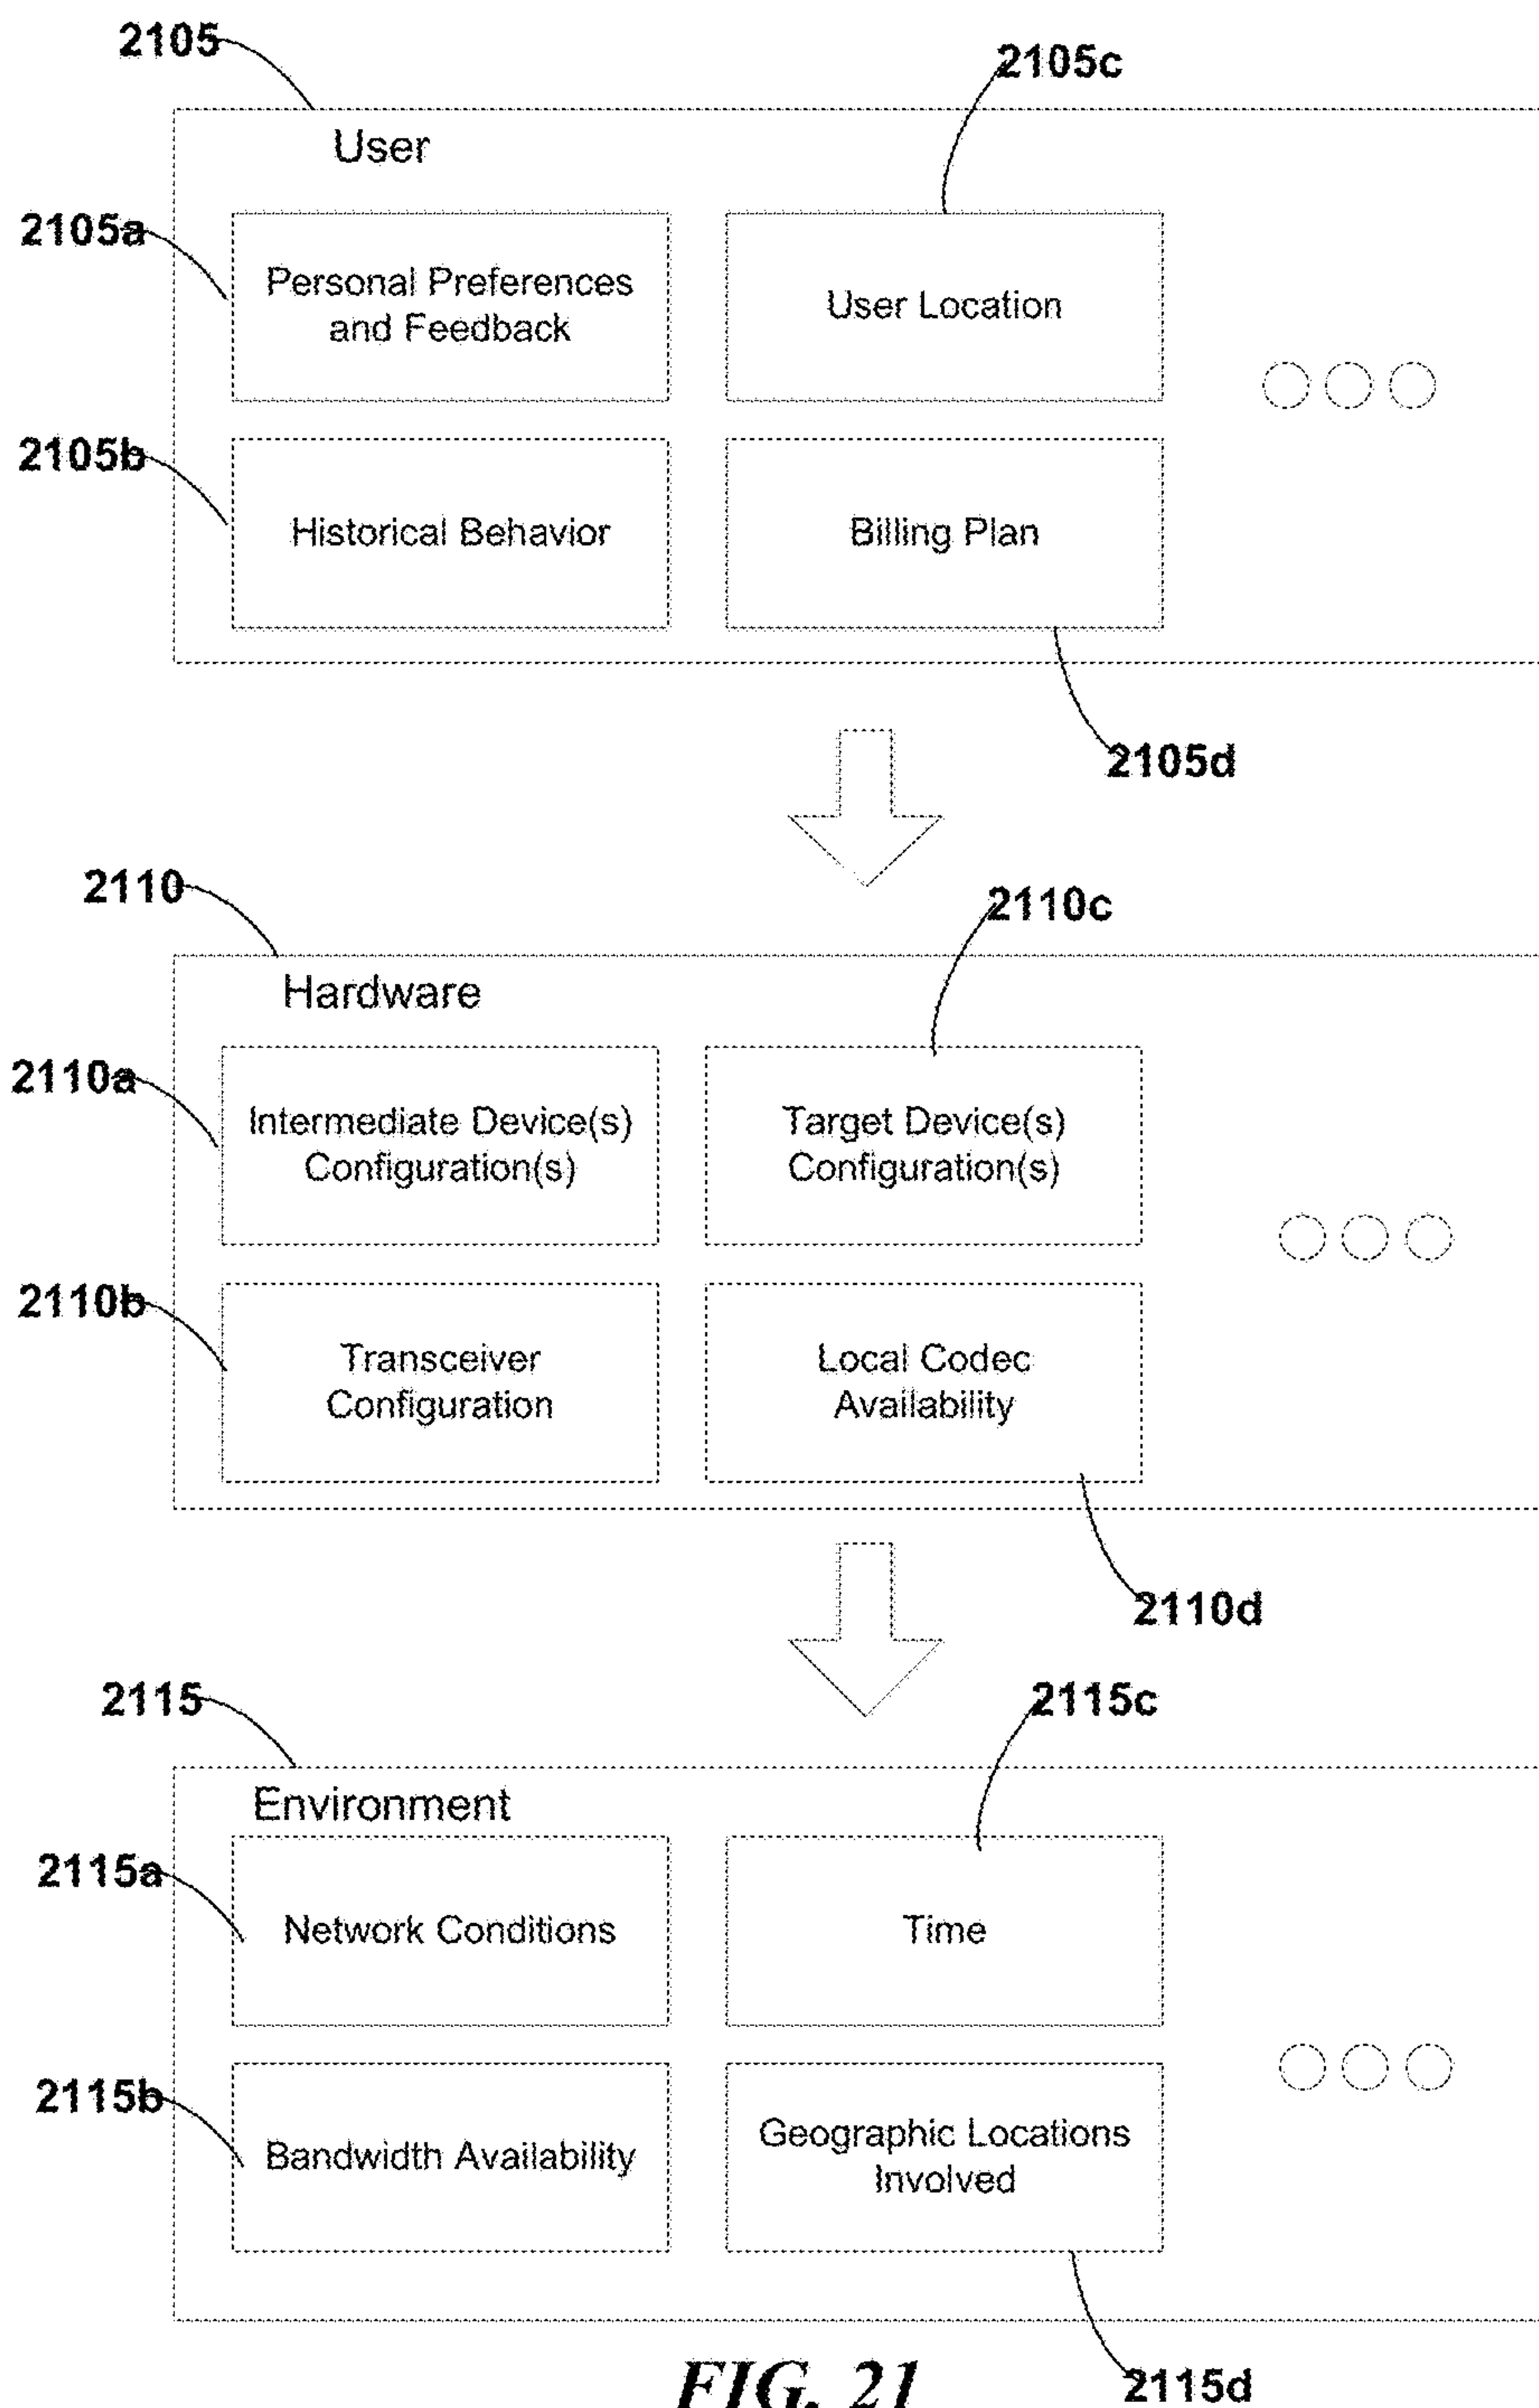 2105
2105c
User
2105a
Personal Preferences
and Feedback
User Location
2105b
Historical Behavior
Billing Plan
2105d
2110
2110c
Hardware
2110a
Intermediate Device(s)
Configuration(s)
Target Device(s)
Configuration(s)
2110b
Transceiver
Configuration
Local Codec
Availability
2110d
2115
2115c
Environment
2115a
Network Conditions
Time
2115b
Bandwidth Availability
Geographic Locations
Involved
FIG. 21
2115d